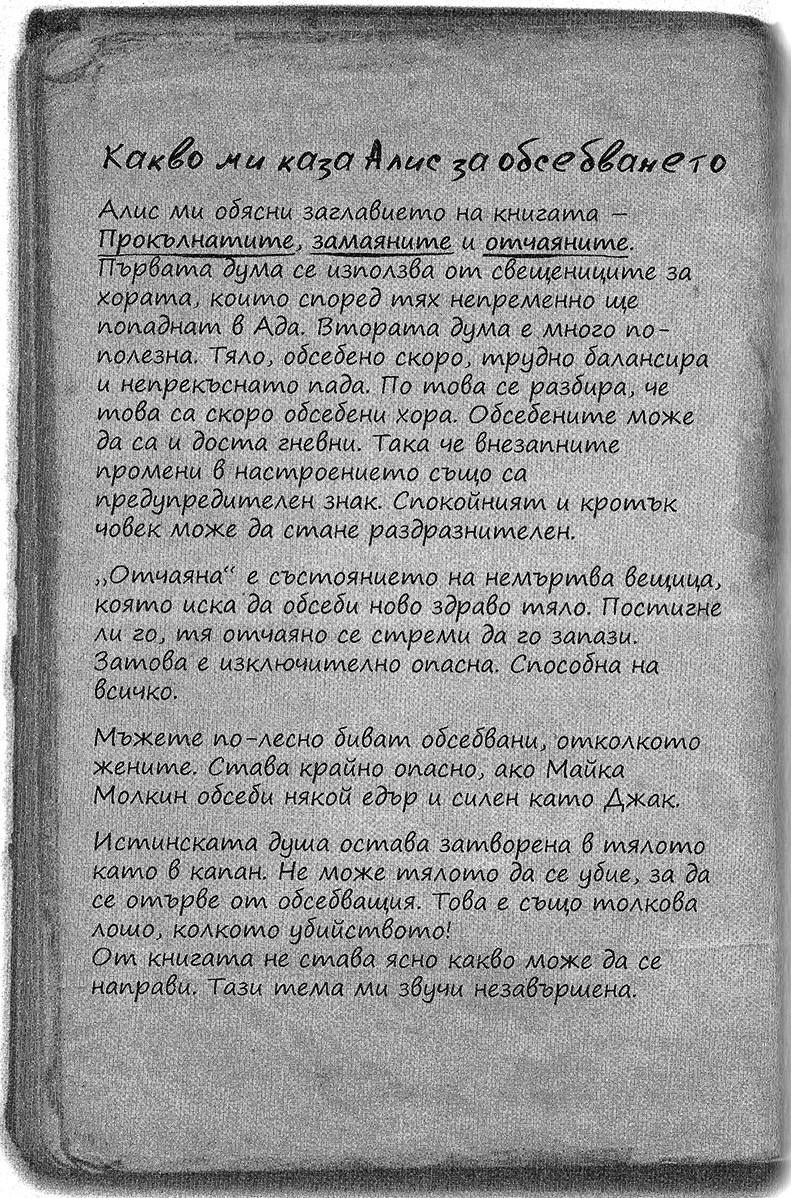 Какво ми каза Алис за обсебването
Алис ми обясни заглавието на книгата –
Прокълнатите, замаяните и отчаяните.
Първата дума се използва от свещениците за
хората, които според тях непременно ще
попаднат в Ада. Втората дума е много по-
полезна. Тяло, обсебено скоро, трудно балансира
и непрекъснато пада. По това се разбира, че
това са скоро обсебени хора. Обсебените може
да са и доста гневни. Така че внезапните
промени в настроението също са
предупредителен знак. Спокойният и кротък
човек може да стане раздразнителен.
„Отчаяна“ е състоянието на немъртва вещица,
която иска да обсеби ново здраво тяло. Постигне
ли го, тя отчаяно се стреми да го запази.
Затова е изключително опасна. Способна на
всичко.
Мъжете по-лесно биват обсебвани, отколкото
жените. Става крайно опасно, ако Майка
Молкин обсеби някой едър и силен като Джак.
Истинската душа остава затворена в тялото
като в капан. Не може тялото да се убие, за да
се отърве от обсебващия. Това е също толкова
лошо, колкото убийството!
От книгата не става ясно какво може да се
направи. Тази тема ми звучи незавършена.